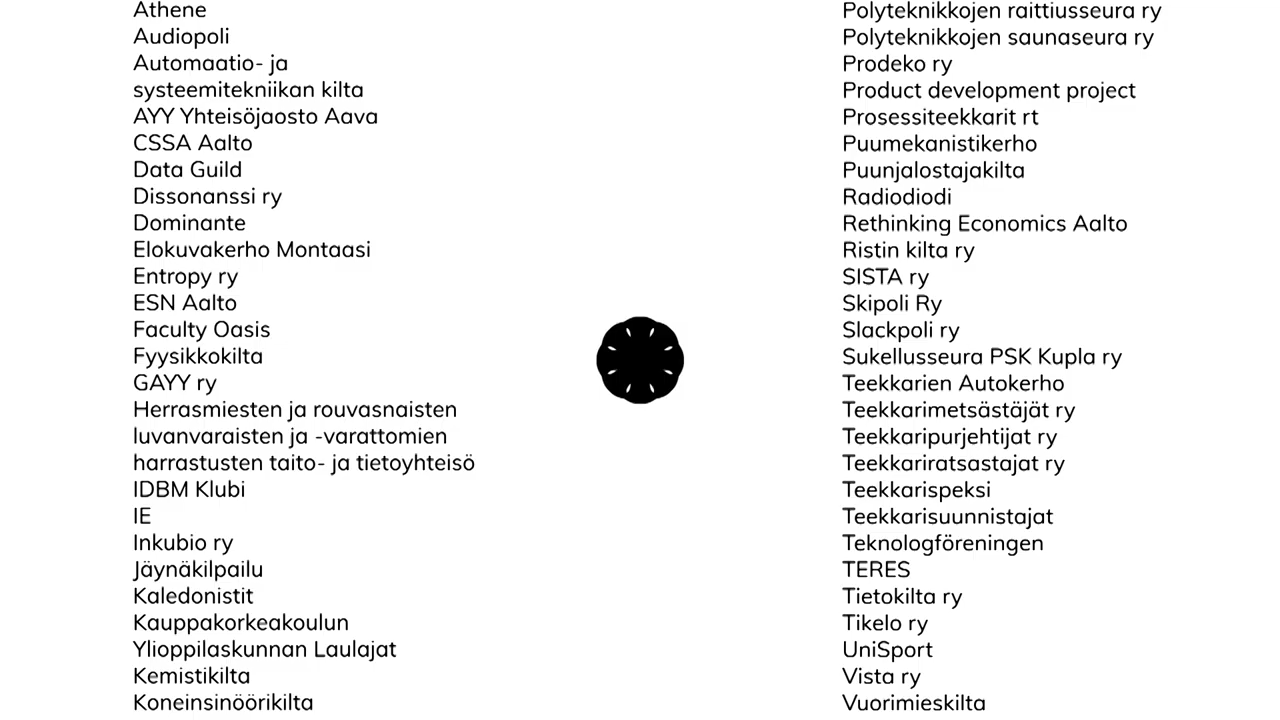 Athene
Audiopoli
Automaatio- ja
systeemitekniikan kilta
AYY Yhteisöjaosto Aava
CSSA Aalto
Data Guild
Dissonanssi ry
Dominante
Elokuvakerho Montaasi
Entropy ry
ESN Aalto
Faculty Oasis
Fyysikkokilta
GAYY ry
Herrasmiesten ja rouvasnaisten
luvanvaraisten ja -varattomien
harrastusten taito- ja tietoyhteisö
IDBM Klubi
IE
Inkubio ry
Jäynäkilpailu
Kaledonistit
Kauppakorkeakoulun
Ylioppilaskunnan Laulajat
Kemistikilta
Koneinsinöörikilta
Polyteknikkojen raittiusseura ry
Polyteknikkojen saunaseura ry
Prodeko ry
Product development project
Prosessiteekkarit rt
Puumekanistikerho
Puunjalostajakilta
Radiodiodi
Rethinking Economics Aalto
Ristin kilta ry
SISTA ry
Skipoli Ry
Slackpoli ry
Sukellusseura PSK Kupla ry
Teekkarien Autokerho
Teekkarimetsästäjät ry
Teekkaripurjehtijat ry
Teekkariratsastajat ry
Teekkarispeksi
Teekkarisuunnistajat
Teknologföreningen
TERES
Tietokilta ry
Tikelo ry
UniSport
Vista ry
Vuorimieskilta